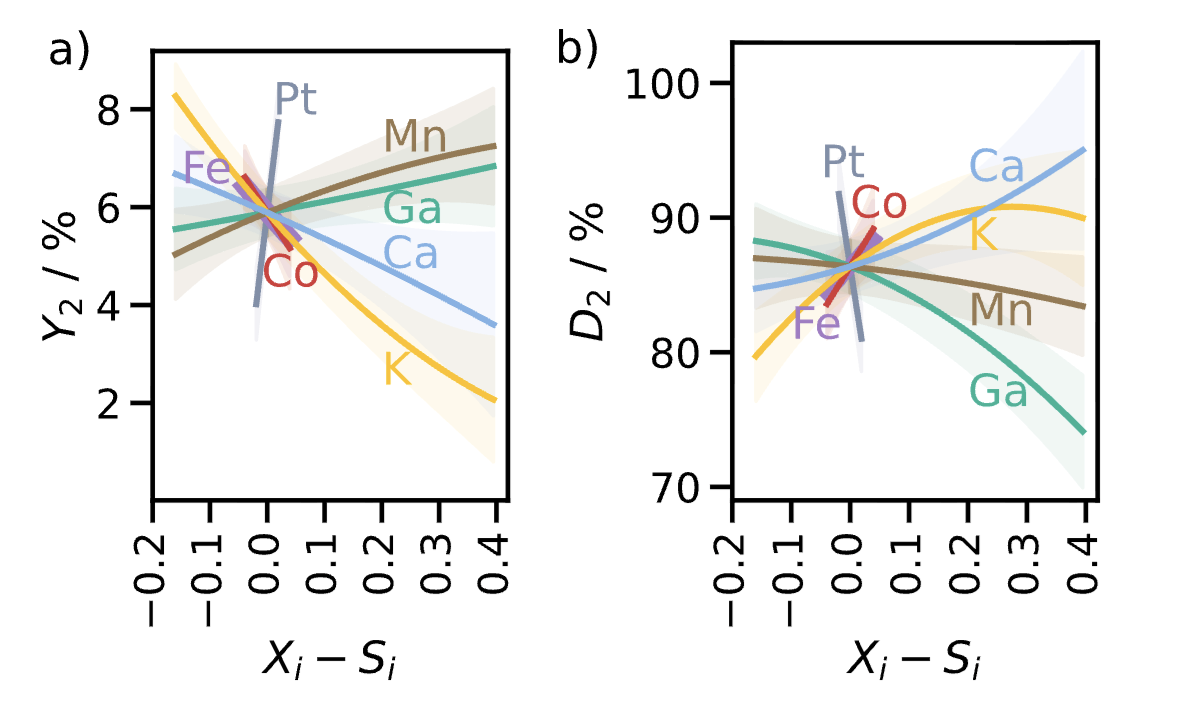 a)
Y2 / %
8
6
4
2
Pt
Mn
Fe
Ga
Ca
Co
K
−0.2
−0.1
0.0
0.1
0.2
0.3
0.4
Xi − Si
b)
D2 / %
100
90
80
70
Pt
Ca
Co
K
Mn
Fe
Ga
−0.2
−0.1
0.0
0.1
0.2
0.3
0.4
Xi − Si